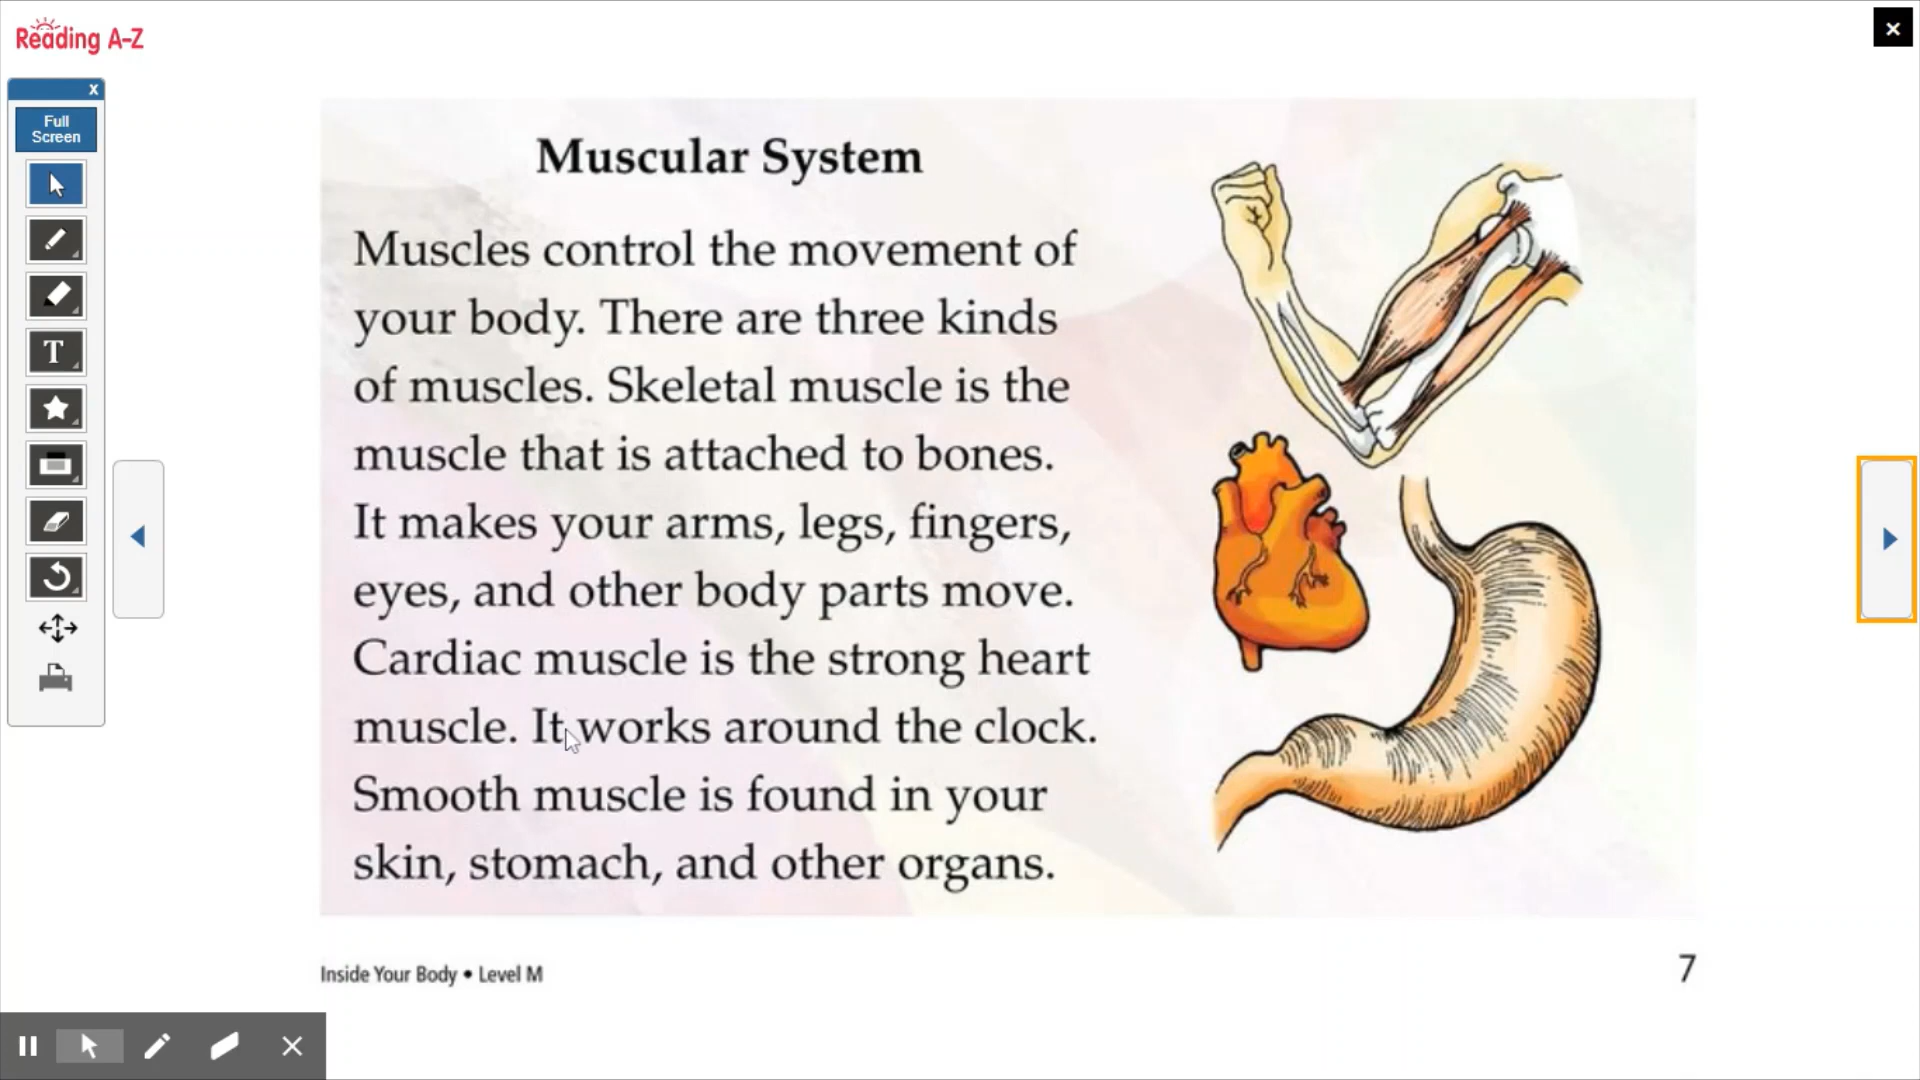 Reading A-Z
x
Full
Screen
T
Muscular System
Muscles control the movement of
your body. There are three kinds
of muscles. Skeletal muscle is the
muscle that is attached to bones.
It makes your arms, legs, fingers,
eyes, and other body parts move.
Cardiac muscle is the strong heart
muscle. It works around the clock.
Smooth muscle is found in your
skin, stomach, and other organs.
Inside Your Body • Level M
7